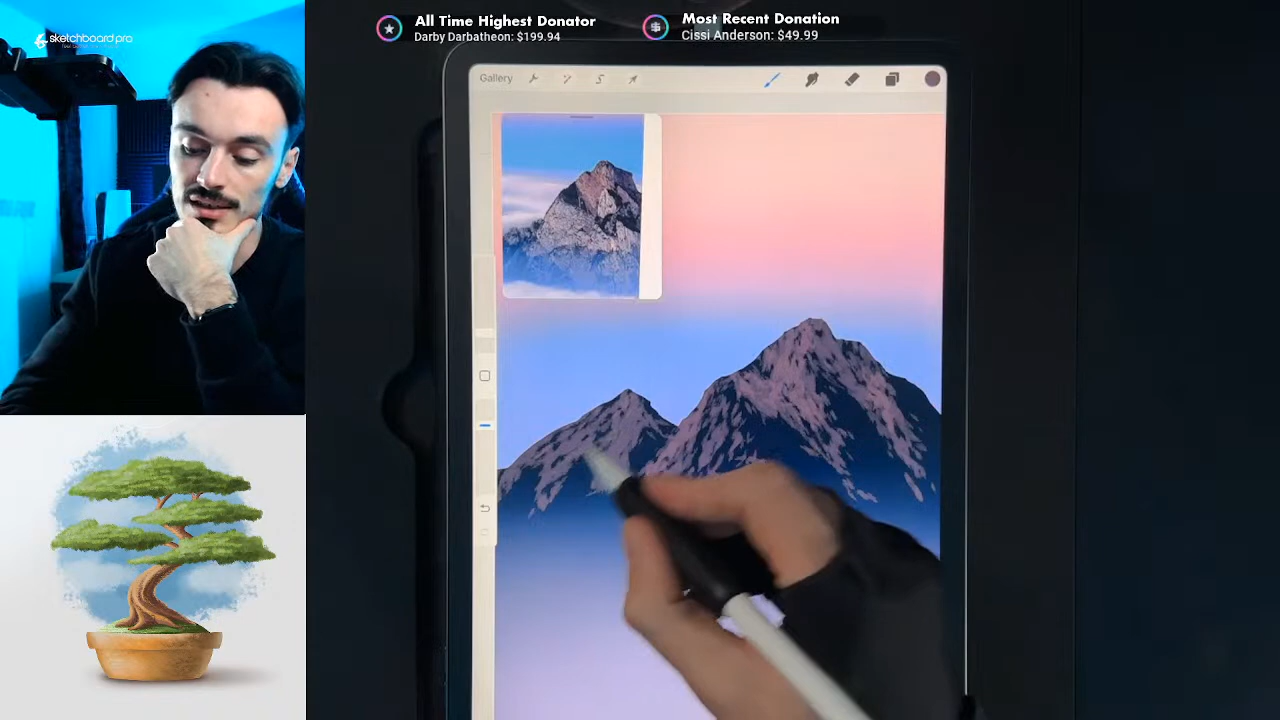 All Time Highest Donator
Darby Darbatheon: $199.94
Most Recent Donation
Cissi Anderson: $49.99
sketchboard pro
Gallery